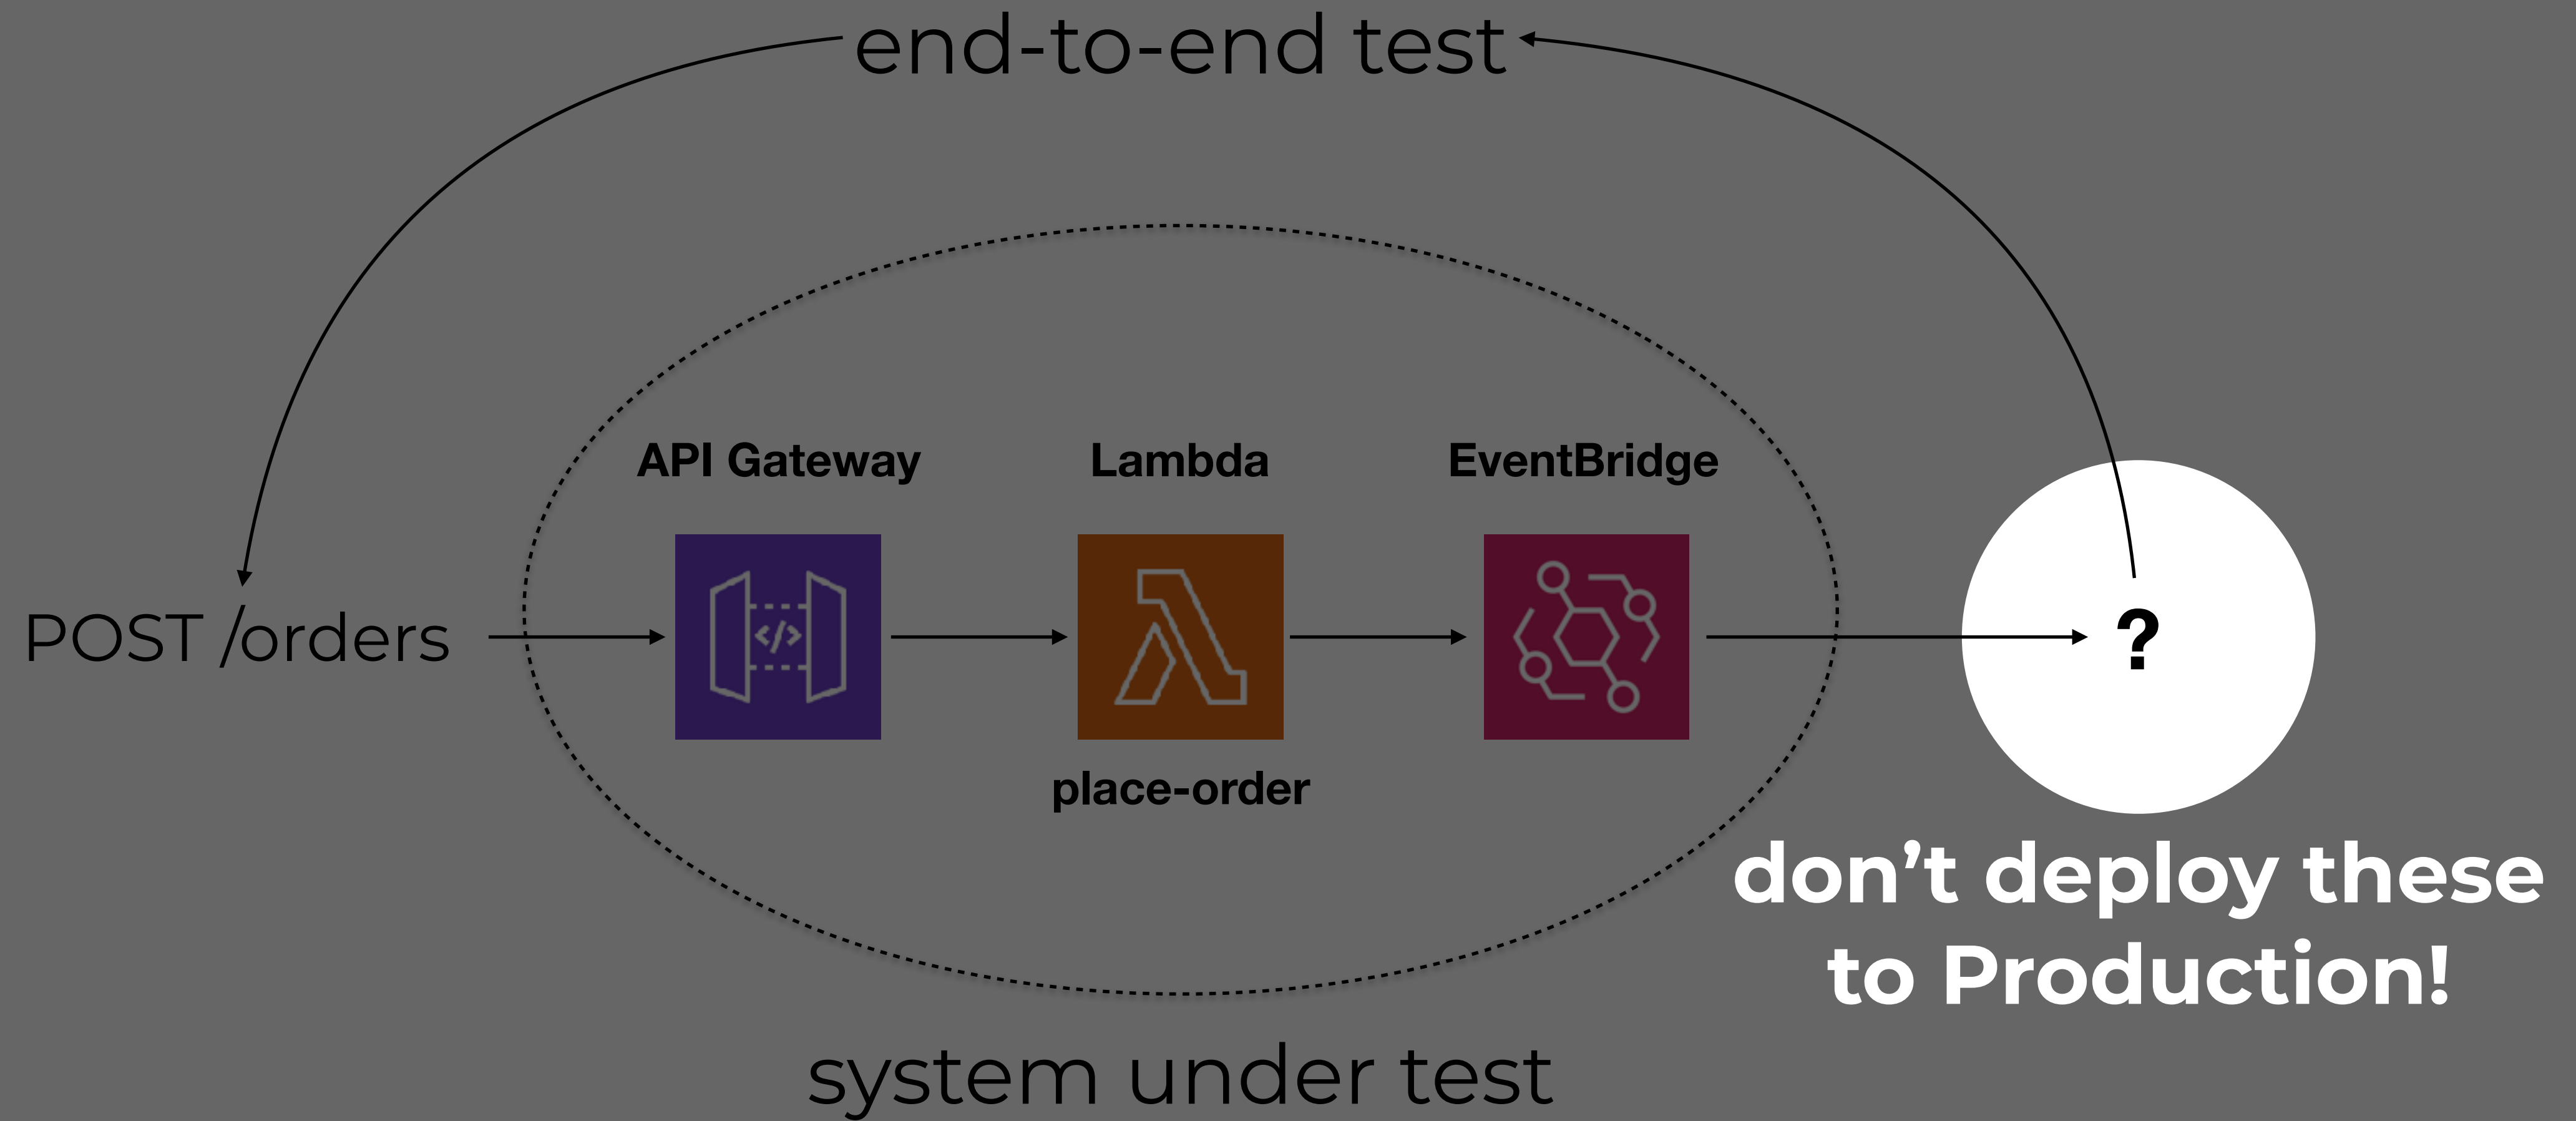 end-to-end test
API Gateway
Lambda
EventBridge
POST /orders
</>
?
place-order
don't deploy these
to Production!
system under test